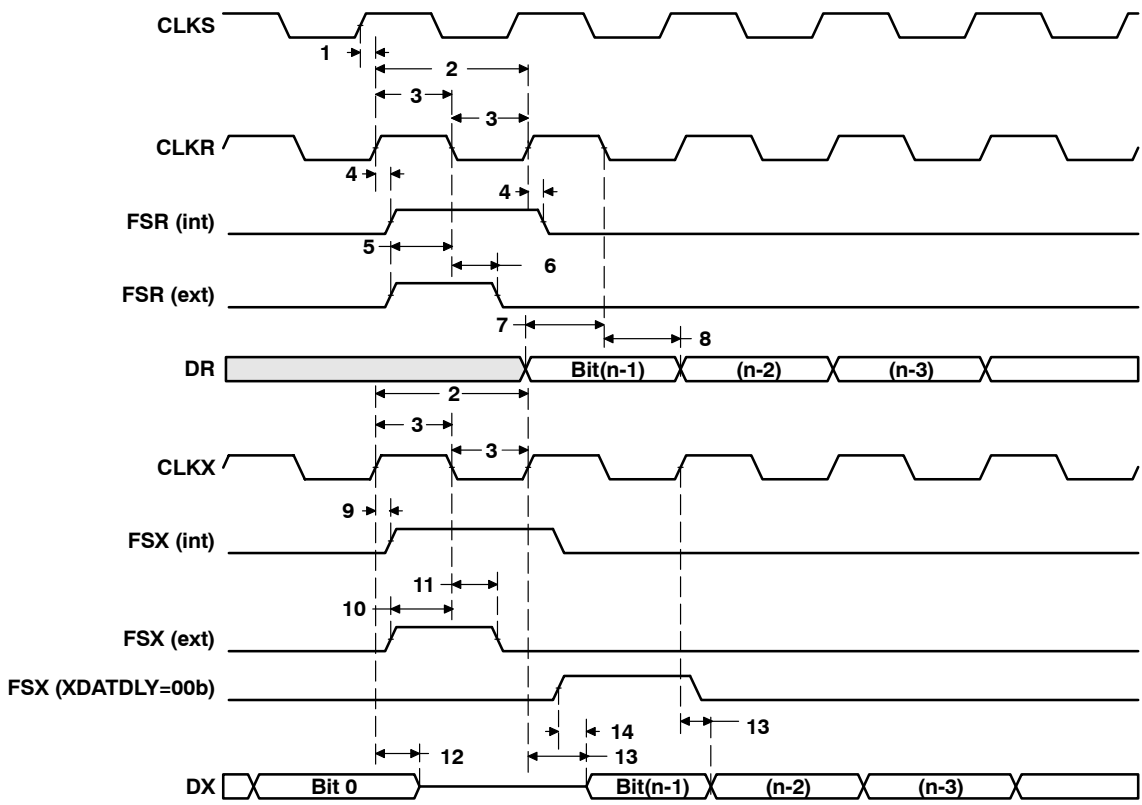 CLKS
1
2
3
3
CLKR
4
4
FSR (int)
5
6
FSR (ext)
7
8
DR Bit(n-1) (n-2) (n-3)
2
3
3
CLKX
9
FSX (int)
11
10
FSX (ext)
FSX (XDATDLY=00b)
13
14
13
12
DX Bit 0 Bit(n-1) (n-2) (n-3)